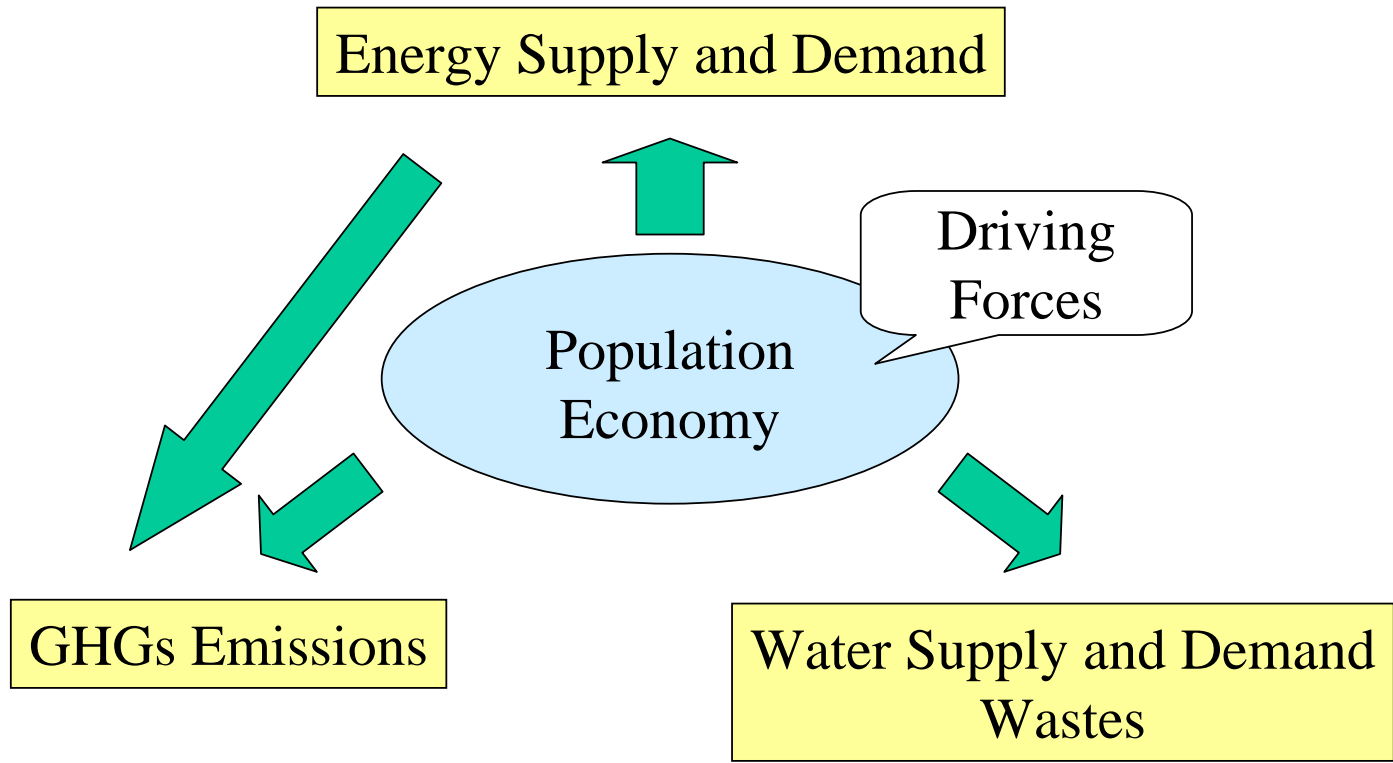 Energy Supply and Demand
Driving
Forces
Population
Economy
GHGs Emissions
Water Supply and Demand
Wastes